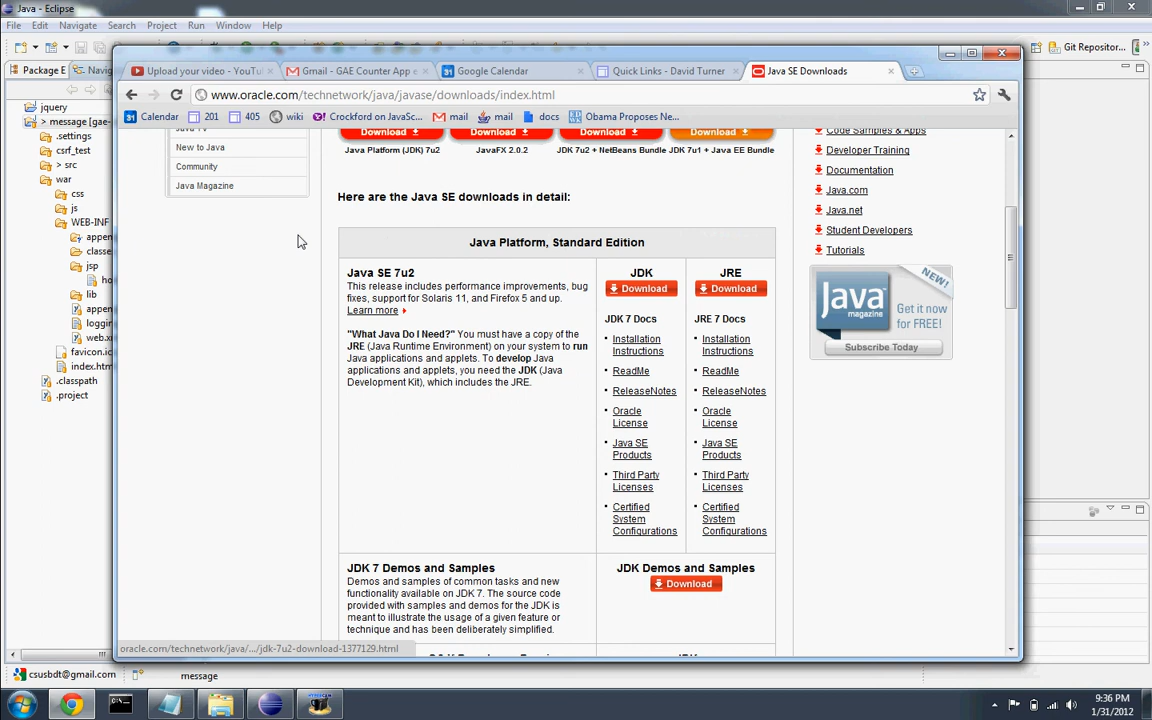 Java - Eclipse
File Edit Navigate Search Project Run Window Help
Git Repositor...
Package E Navig
Upload your video - YouTu
Gmail - GAE Counter App e
Google Calendar
Quick Links - David Turner
Java SE Downloads
www.oracle.com/technetwork/java/javase/downloads/index.html
Calendar 201 405 wiki Crockford on JavaSc... mail mail docs Obama Proposes Ne...
jquery
> message [gae-
.settings
csrf_test
> src
war
css
js
WEB-INF
appen
classe
jsp
ho
lib
appen
loggin
web.x
favicon.ic
index.htm
.classpath
.project
New to Java
Community
Java Magazine
Download Download Download Download
Java Platform (JDK) 7u2 JavaFX 2.0.2 JDK 7u2 + NetBeans Bundle JDK 7u1 + Java EE Bundle
Here are the Java SE downloads in detail:
Java Platform, Standard Edition
Java SE 7u2
This release includes performance improvements, bug
fixes, support for Solaris 11, and Firefox 5 and up.
Learn more
"What Java Do I Need?" You must have a copy of the
JRE (Java Runtime Environment) on your system to run
Java applications and applets. To develop Java
applications and applets, you need the JDK (Java
Development Kit), which includes the JRE.
JDK
Download
JDK 7 Docs
Installation
Instructions
ReadMe
ReleaseNotes
Oracle
License
Java SE
Products
Third Party
Licenses
Certified
System
Configurations
JRE
Download
JRE 7 Docs
Installation
Instructions
ReadMe
ReleaseNotes
Oracle
License
Java SE
Products
Third Party
Licenses
Certified
System
Configurations
JDK 7 Demos and Samples
Demos and samples of common tasks and new
functionality available on JDK 7. The source code
provided with samples and demos for the JDK is
meant to illustrate the usage of a given feature or
technique and has been deliberately simplified.
JDK Demos and Samples
Download
Code Samples & Apps
Developer Training
Documentation
Java.com
Java.net
Student Developers
Tutorials
NEW!
Java
magazine
Get it now
for FREE!
Subscribe Today
oracle.com/technetwork/java/.../jdk-7u2-download-1377129.html
csusbdt@gmail.com
message
9:36 PM
1/31/2012